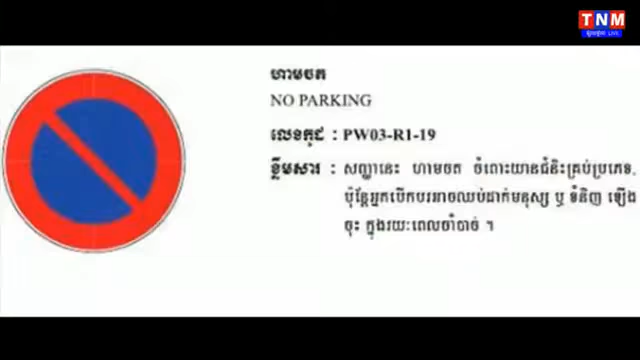 TNM
LIVE
ហាមចត
NO PARKING
លេខកូដ : PW03-R1-19
ខ្លឹមសារ : សញ្ញានេះ ហាមចត ចំពោះយានជំនិះគ្រប់ប្រភេទ,
ប៉ុន្តែអ្នកបើកបរអាចឈប់ដាក់មនុស្ស ឬ ទំនិញ ឡើង
ចុះ ក្នុងរយៈពេលចាំបាច់ ។